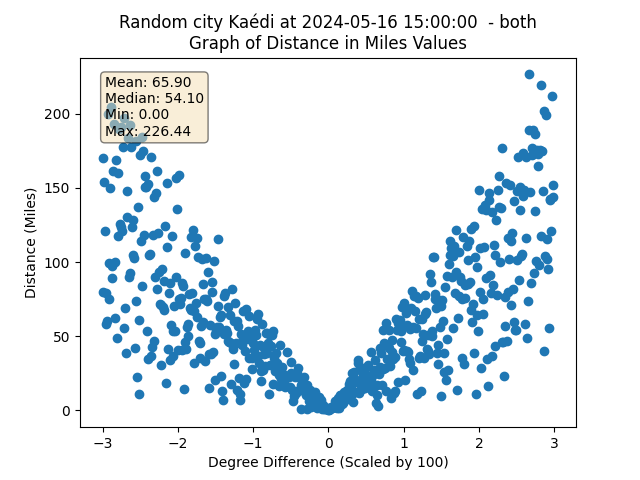 Random city Kaédi at 2024-05-16 15:00:00  - both
Graph of Distance in Miles Values
Mean: 65.90
Median: 54.10
Min: 0.00
Max: 226.44
Distance (Miles)
200
150
100
50
0
−3 −2 −1 0 1 2 3
Degree Difference (Scaled by 100)